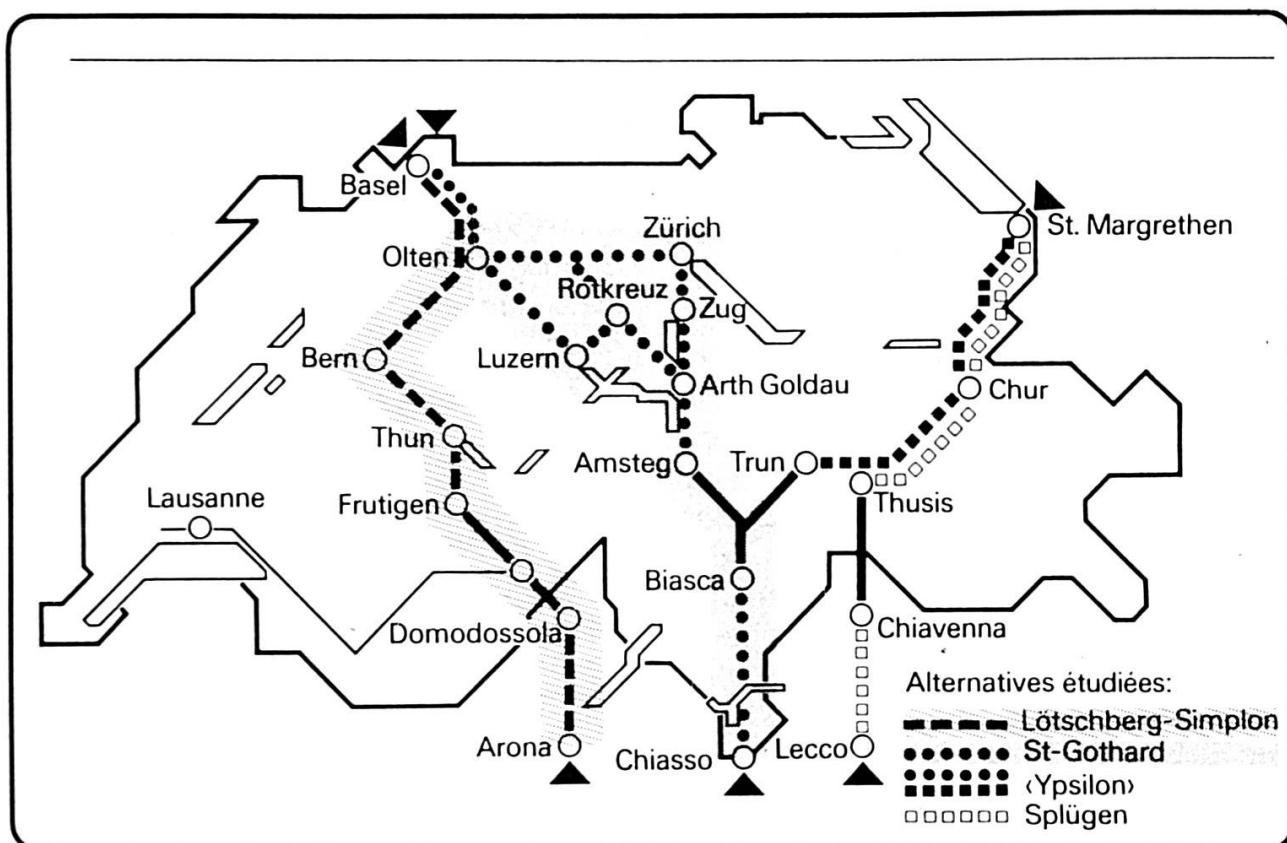 Basel
St. Margrethen
Zürich
Olten
Rotkreuz
Zug
Bern
Luzern
Arth Goldau
Chur
Thun
Amsteg
Trun
Lausanne
Frutigen
Thusis
Biasca
Domodossola
Chiavenna
Arona
Chiasso
Lecco
Alternatives étudiées:
Lötschberg-Simplon
St-Gothard
‹Ypsilon›
Splügen